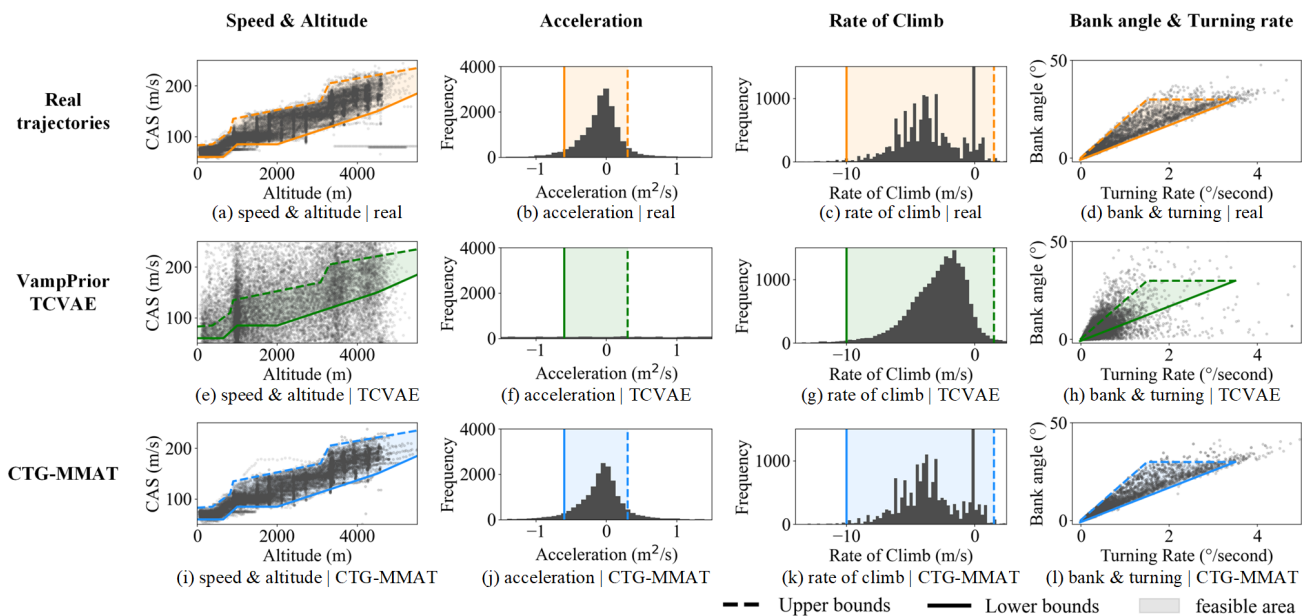 Speed & Altitude Acceleration Rate of Climb Bank angle & Turning rate
Real
trajectories
CAS (m/s)
200
100
0 2000 4000
Altitude (m)
(a) speed & altitude | real
Frequency
4000
2000
0
−1 0 1
Acceleration (m²/s)
(b) acceleration | real
Frequency
1000
0
−10 0
Rate of Climb (m/s)
(c) rate of climb | real
Bank angle (°)
50
0
0 2 4
Turning Rate (°/second)
(d) bank & turning | real
VampPrior
TCVAE
CAS (m/s)
200
100
0 2000 4000
Altitude (m)
(e) speed & altitude | TCVAE
Frequency
4000
2000
0
−1 0 1
Acceleration (m²/s)
(f) acceleration | TCVAE
Frequency
1000
0
−10 0
Rate of Climb (m/s)
(g) rate of climb | TCVAE
Bank angle (°)
50
0
0 2 4
Turning Rate (°/second)
(h) bank & turning | TCVAE
CTG-MMAT
CAS (m/s)
200
100
0 2000 4000
Altitude (m)
(i) speed & altitude | CTG-MMAT
Frequency
4000
2000
0
−1 0 1
Acceleration (m²/s)
(j) acceleration | CTG-MMAT
Frequency
1000
0
−10 0
Rate of Climb (m/s)
(k) rate of climb | CTG-MMAT
Bank angle (°)
50
0
0 2 4
Turning Rate (°/second)
(l) bank & turning | CTG-MMAT
Upper bounds Lower bounds feasible area